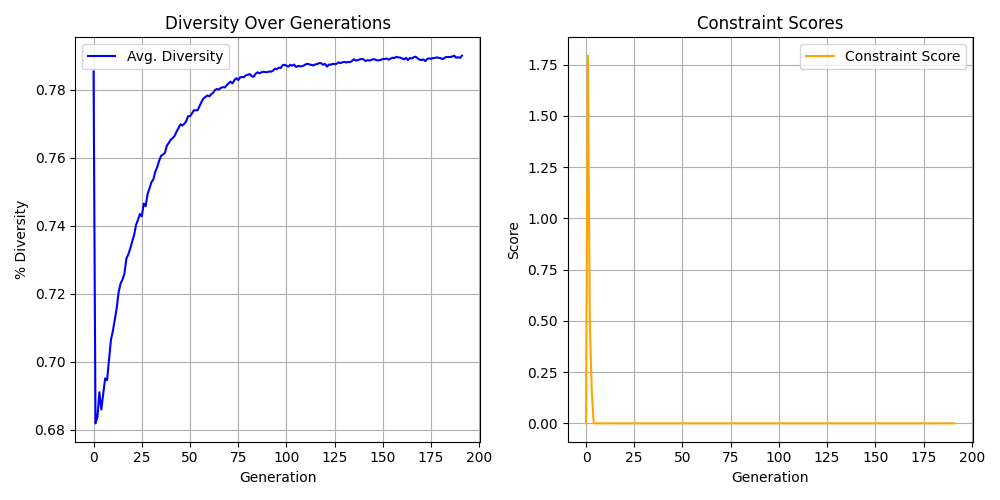 Diversity Over Generations
Avg. Diversity
% Diversity
0.78
0.76
0.74
0.72
0.70
0.68
0 25 50 75 100 125 150 175 200
Generation
Constraint Scores
Constraint Score
Score
1.75
1.50
1.25
1.00
0.75
0.50
0.25
0.00
0 25 50 75 100 125 150 175 200
Generation